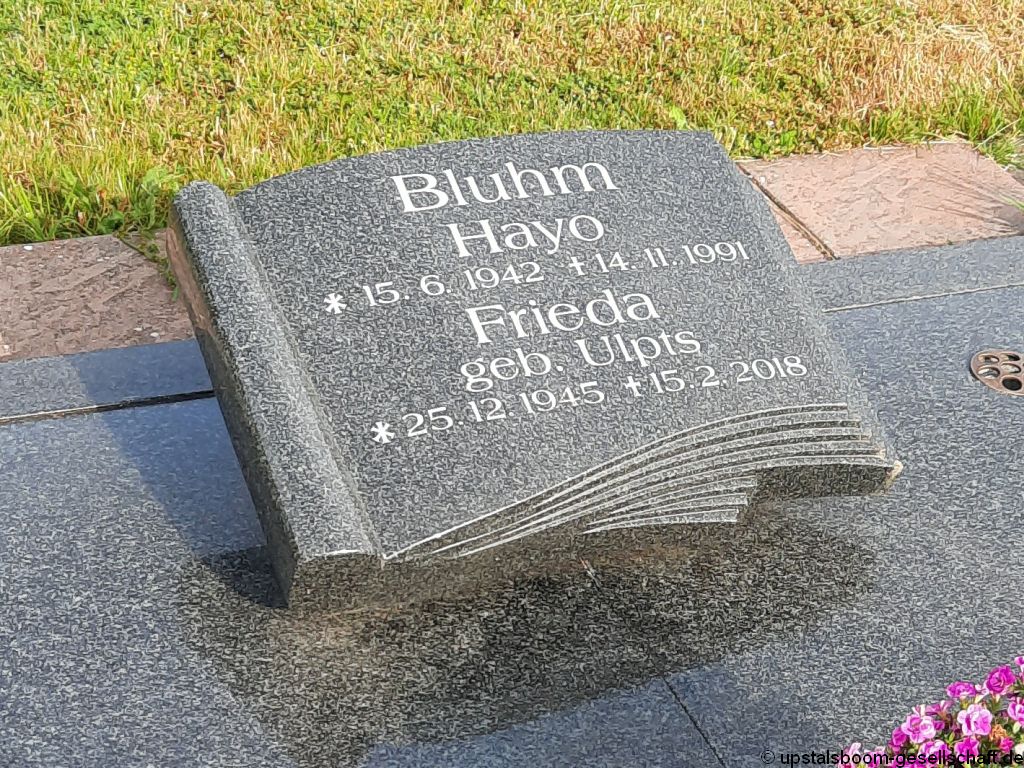 Bluhm
Hayo
* 15. 6. 1942 †14. 11. 1991
Frieda
geb. Ulpts
* 25. 12. 1945 †15. 2. 2018
© upstalsboom-gesellschaft.de